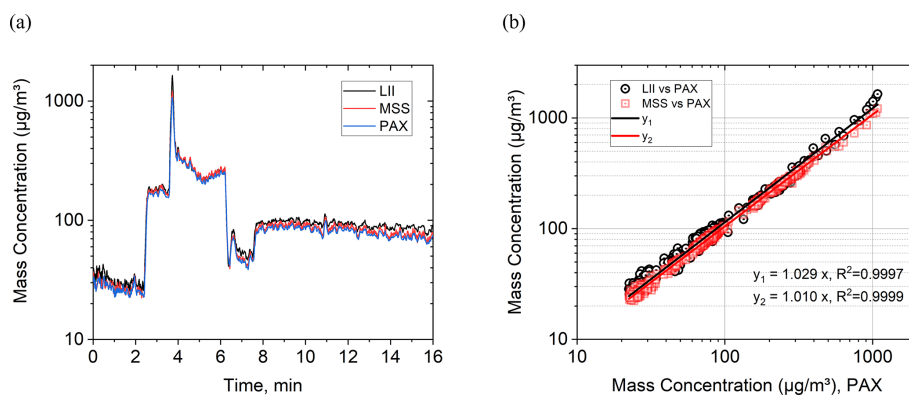 (a)
Mass Concentration (µg/m³)
1000
100
10
0 2 4 6 8 10 12 14 16
Time, min
LII
MSS
PAX
(b)
Mass Concentration (µg/m³)
1000
100
10
10 100 1000
Mass Concentration (µg/m³), PAX
LII vs PAX
MSS vs PAX
y₁
y₂
y₁ = 1.029 x, R²=0.9997
y₂ = 1.010 x, R²=0.9999